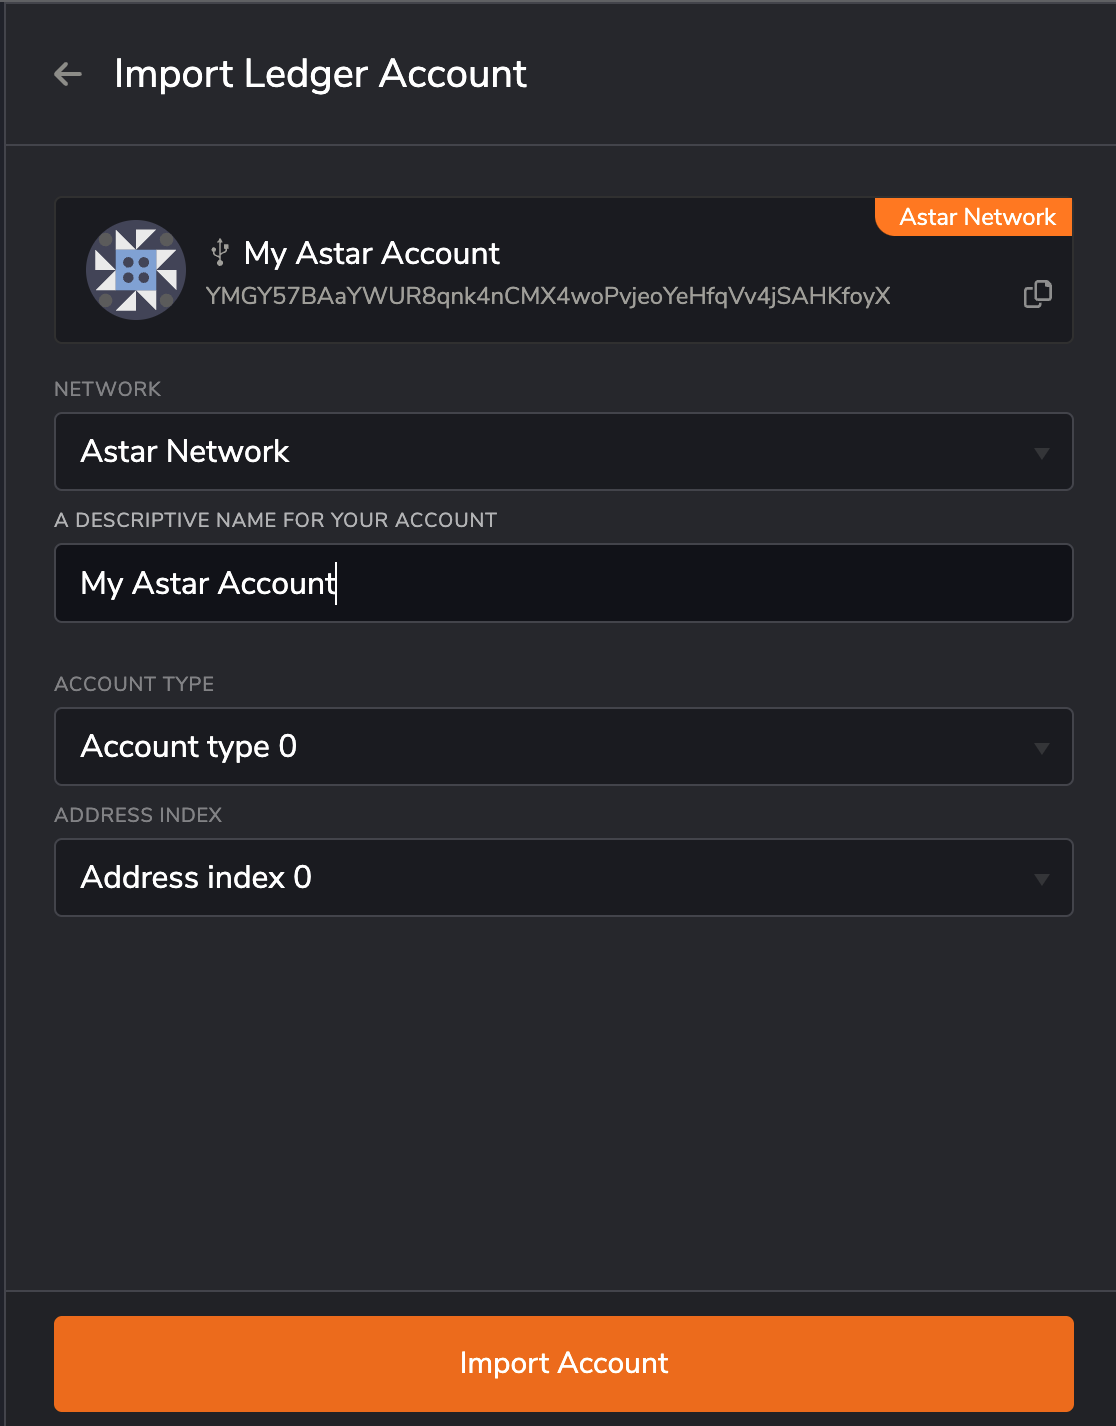 Import Ledger Account
Astar Network
My Astar Account
YMGY57BAaYWUR8qnk4nCMX4woPvjeoYeHfqVv4jSAHKfoyX
NETWORK
Astar Network
A DESCRIPTIVE NAME FOR YOUR ACCOUNT
My Astar Account
ACCOUNT TYPE
Account type 0
ADDRESS INDEX
Address index 0
Import Account